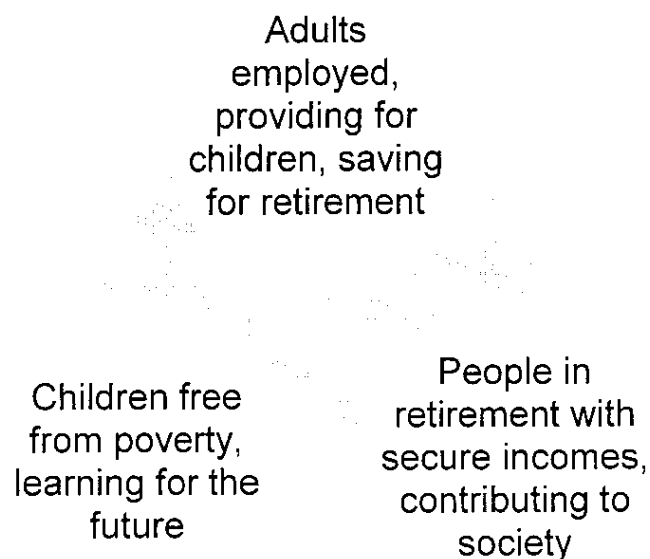 Adults
employed,
providing for
children, saving
for retirement
Children free
from poverty,
learning for the
future
People in
retirement with
secure incomes,
contributing to
society